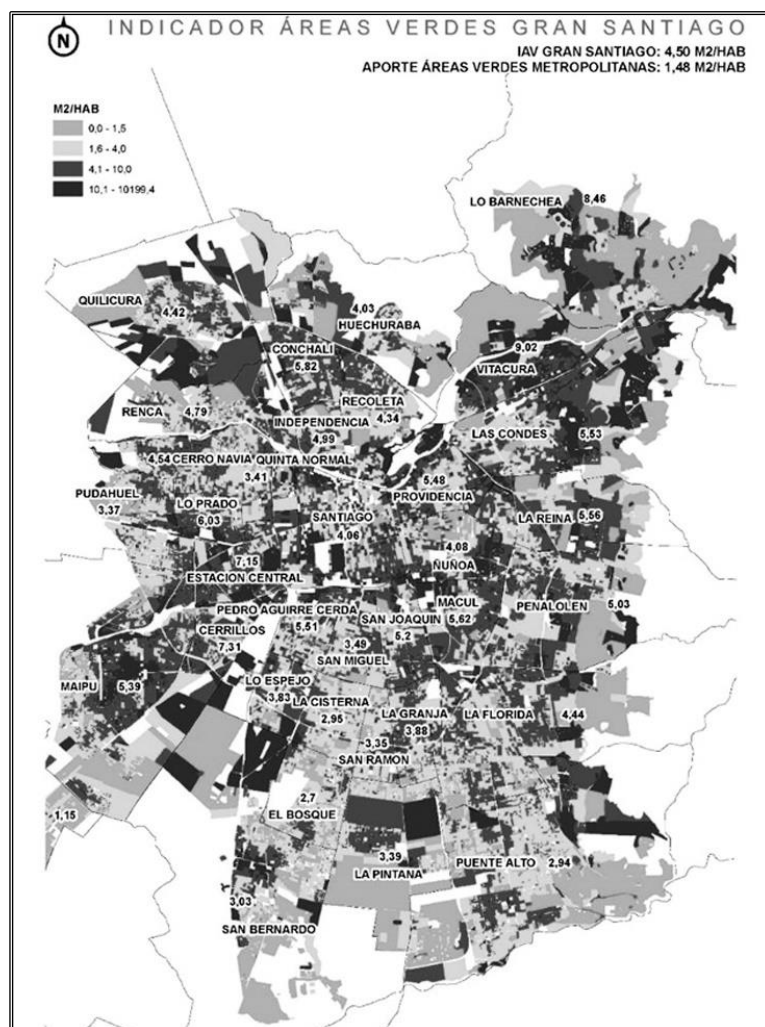 INDICADOR ÁREAS VERDES GRAN SANTIAGO
IAV GRAN SANTIAGO: 4,50 M2/HAB
APORTE ÁREAS VERDES METROPOLITANAS: 1,48 M2/HAB
N
M2/HAB
0,0 - 1,5
1,6 - 4,0
4,1 - 10,0
10,1 - 10199,4
LO BARNECHEA
8,46
QUILICURA
4,42
4,03
HUECHURABA
CONCHALI
5,82
9,02
VITACURA
RENCA
4,79
RECOLETA
4,34
INDEPENDENCIA
4,99
LAS CONDES
5,53
4,54
CERRO NAVIA
QUINTA NORMAL
3,41
5,48
PROVIDENCIA
PUDAHUEL
3,37
LO PRADO
6,03
SANTIAGO
4,06
LA REINA
5,56
7,15
ESTACION CENTRAL
4,08
ÑUÑOA
PEDRO AGUIRRE CERDA
5,51
CERRILLOS
7,31
SAN JOAQUIN
5,2
MACUL
5,62
PEÑALOLEN
5,03
3,49
SAN MIGUEL
MAIPU
5,39
LO ESPEJO
3,83
LA CISTERNA
2,95
LA GRANJA
3,88
LA FLORIDA
4,44
3,35
SAN RAMON
1,15
2,7
EL BOSQUE
3,39
LA PINTANA
PUENTE ALTO
2,94
3,03
SAN BERNARDO